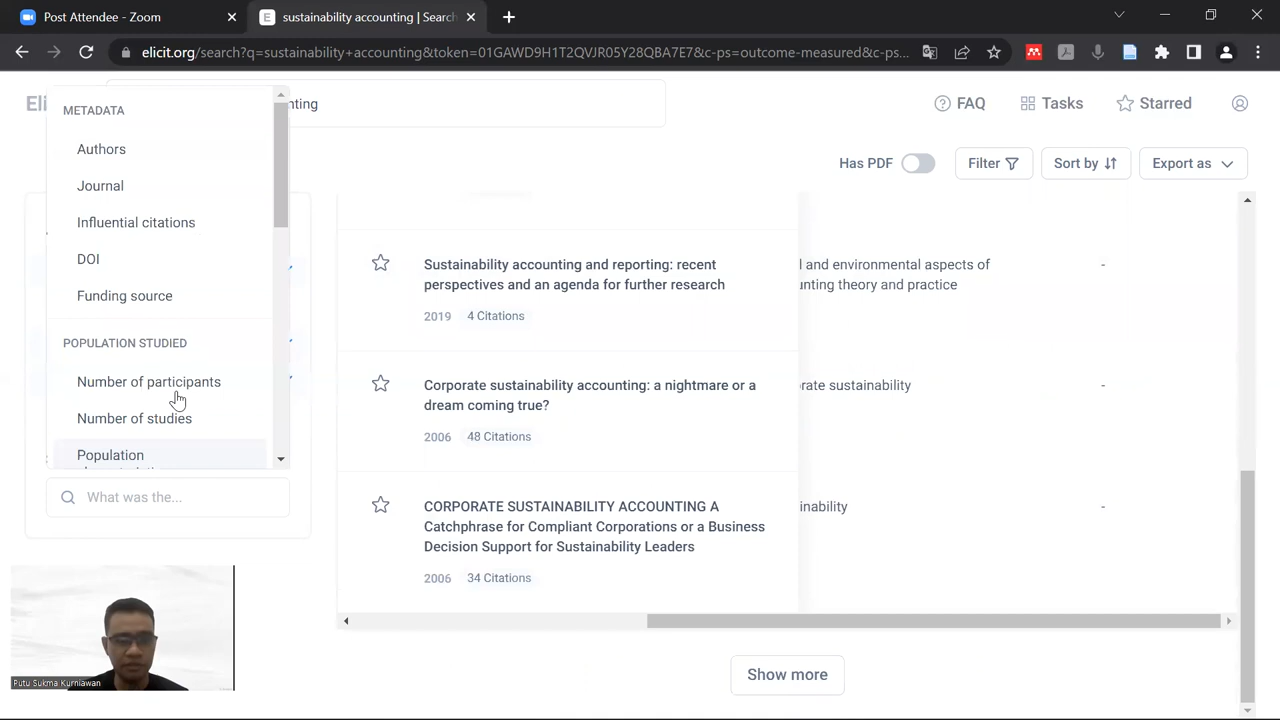 Post Attendee - Zoom
sustainability accounting | Searc
elicit.org/search?q=sustainability+accounting&token=01GAWD9H1T2QVJR05Y28QBA7E7&c-ps=outcome-measured&c-ps...
Eli
nting
FAQ
Tasks
Starred
METADATA
Authors
Journal
Influential citations
DOI
Funding source
POPULATION STUDIED
Number of participants
Number of studies
Population
What was the...
Has PDF
Filter
Sort by
Export as
Sustainability accounting and reporting: recent
perspectives and an agenda for further research
2019 4 Citations
l and environmental aspects of
unting theory and practice
-
Corporate sustainability accounting: a nightmare or a
dream coming true?
2006 48 Citations
rate sustainability
-
CORPORATE SUSTAINABILITY ACCOUNTING A
Catchphrase for Compliant Corporations or a Business
Decision Support for Sustainability Leaders
2006 34 Citations
inability
-
Show more
Putu Sukma Kurniawan